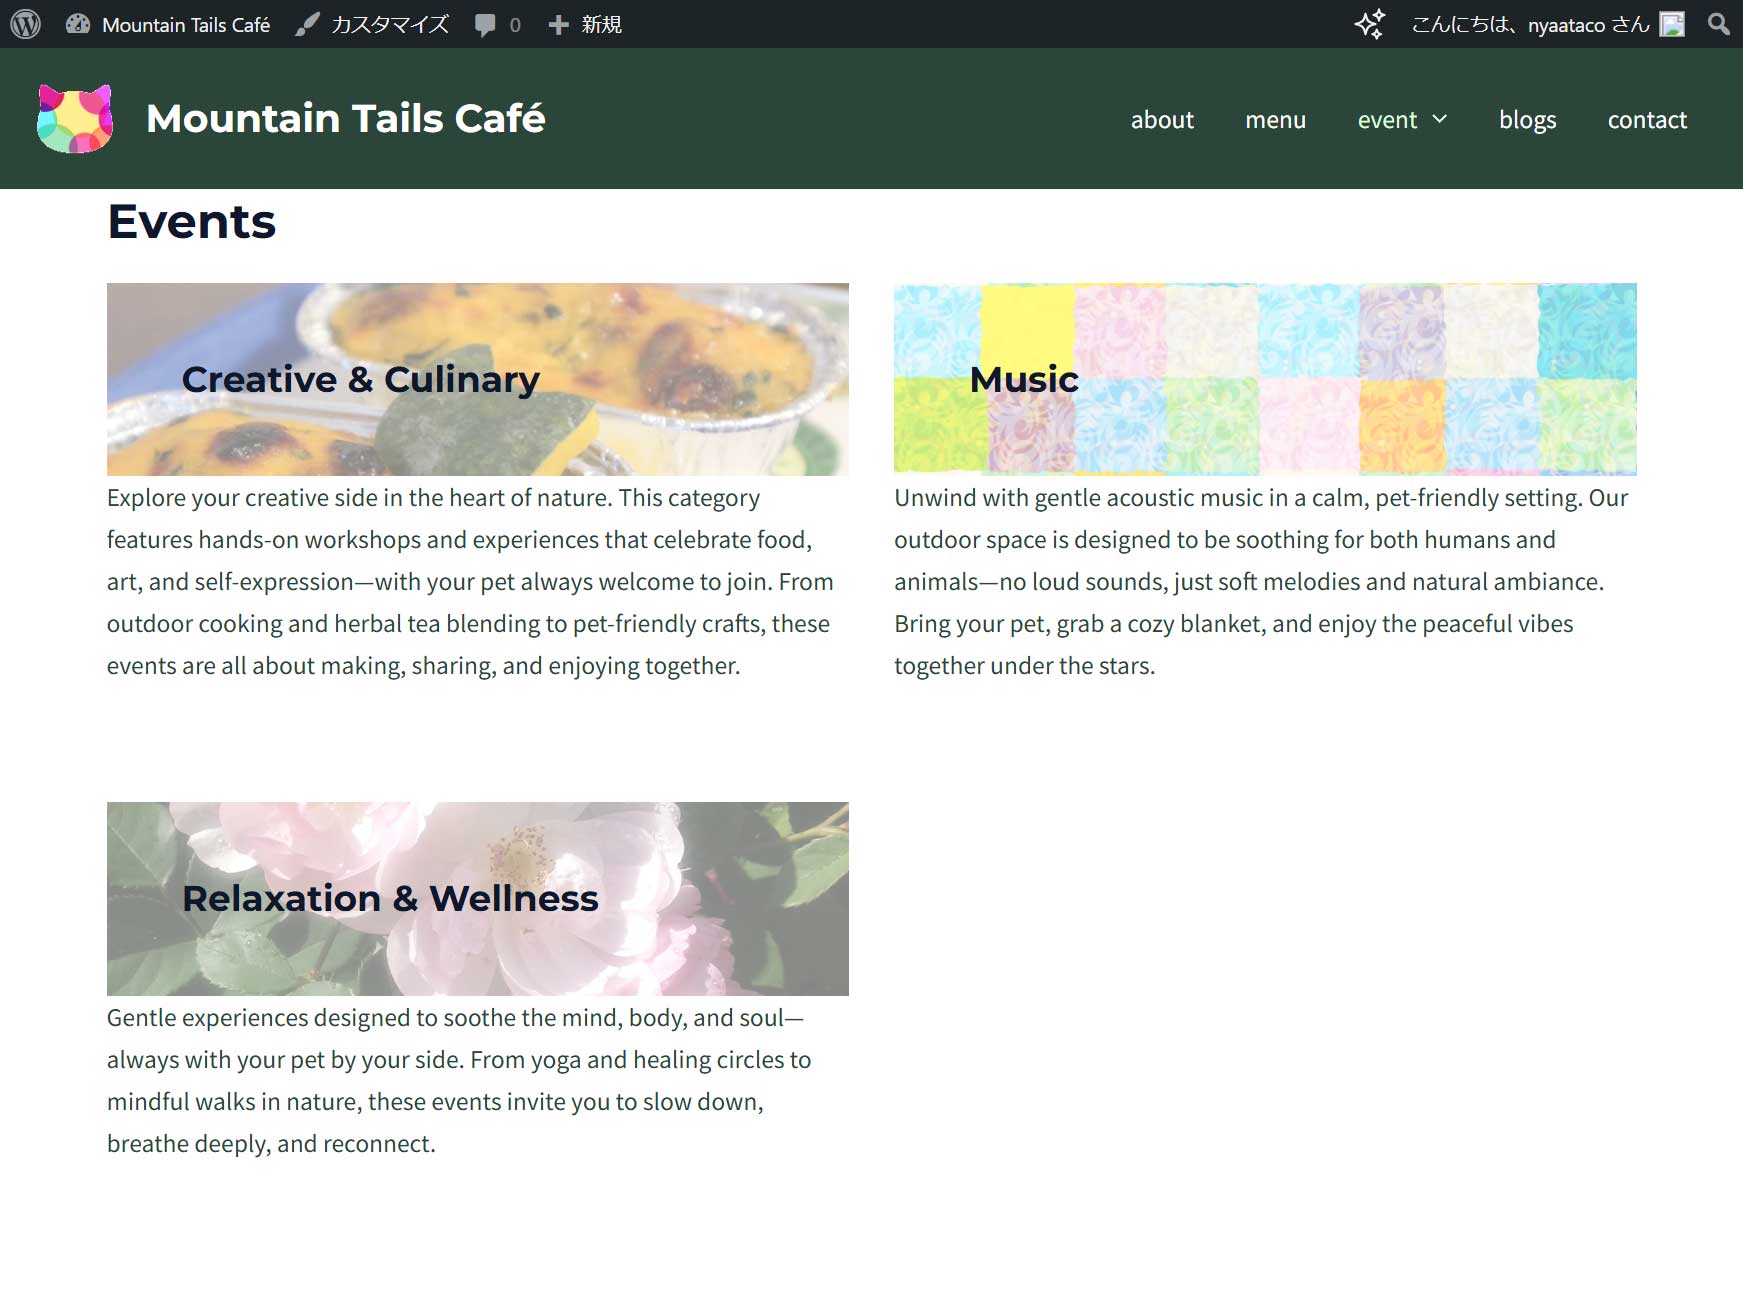 Mountain Tails Café カスタマイズ 0 新規 こんにちは、nyaataco さん
Mountain Tails Café about menu event blogs contact
Events
Creative & Culinary
Explore your creative side in the heart of nature. This category
features hands-on workshops and experiences that celebrate food,
art, and self-expression—with your pet always welcome to join. From
outdoor cooking and herbal tea blending to pet-friendly crafts, these
events are all about making, sharing, and enjoying together.
Music
Unwind with gentle acoustic music in a calm, pet-friendly setting. Our
outdoor space is designed to be soothing for both humans and
animals—no loud sounds, just soft melodies and natural ambiance.
Bring your pet, grab a cozy blanket, and enjoy the peaceful vibes
together under the stars.
Relaxation & Wellness
Gentle experiences designed to soothe the mind, body, and soul—
always with your pet by your side. From yoga and healing circles to
mindful walks in nature, these events invite you to slow down,
breathe deeply, and reconnect.